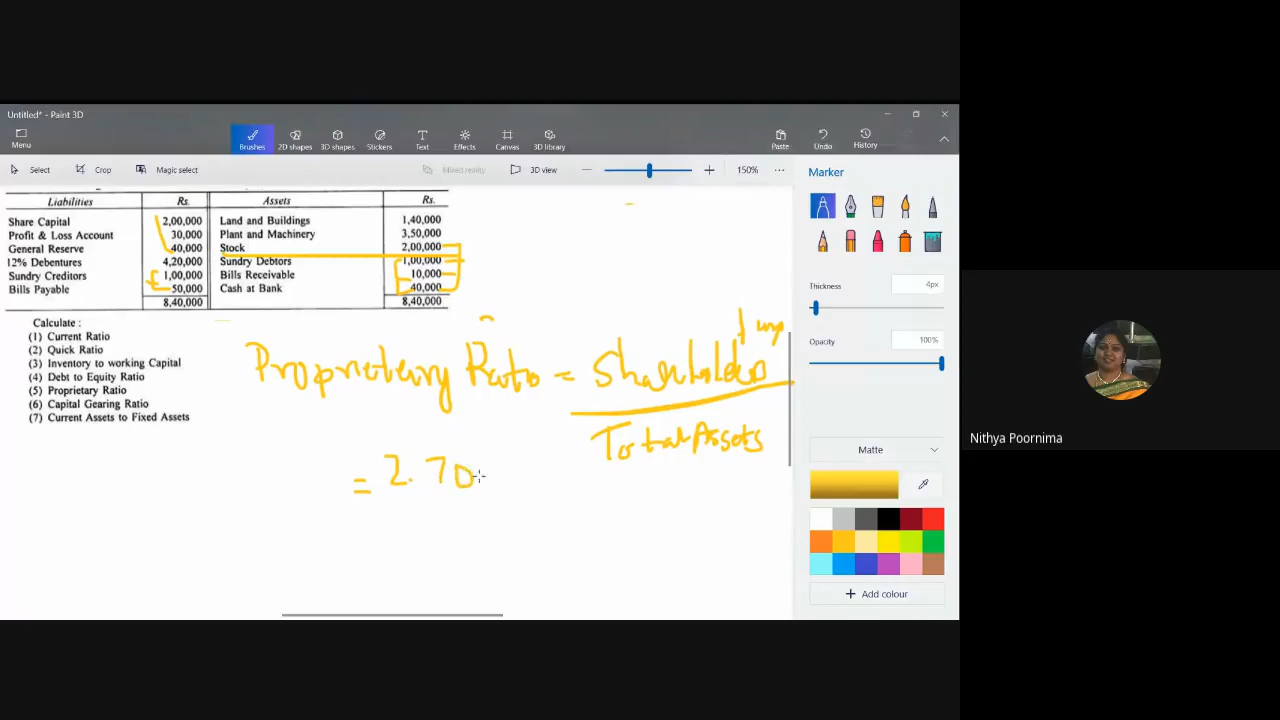 Untitled* - Paint 3D
Menu
Brushes
2D shapes
3D shapes
Stickers
Text
Effects
Canvas
3D library
Paste
Undo
History
Select
Crop
Magic select
Mixed reality
3D view
150%
Marker
Liabilities Rs. Assets Rs.
Share Capital 2,00,000 Land and Buildings 1,40,000
Profit & Loss Account 30,000 Plant and Machinery 3,50,000
General Reserve 40,000 Stock 2,00,000
12% Debentures 4,20,000 Sundry Debtors 1,00,000
Sundry Creditors 1,00,000 Bills Receivable 10,000
Bills Payable 50,000 Cash at Bank 40,000
8,40,000 8,40,000
Calculate :
(1) Current Ratio
(2) Quick Ratio
(3) Inventory to working Capital
(4) Debt to Equity Ratio
(5) Proprietary Ratio
(6) Capital Gearing Ratio
(7) Current Assets to Fixed Assets
Proprietary Ratio = Shareholders
Total Assets
= 2.70
Thickness
4px
Opacity
100%
Matte
Add colour
Nithya Poornima